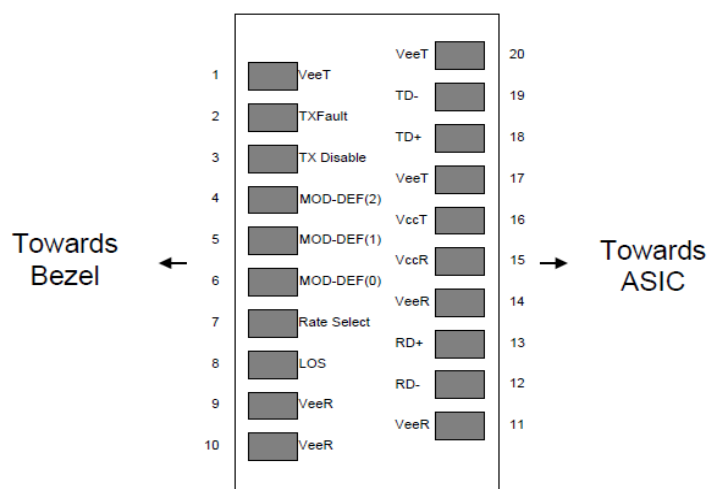 VeeT 20
1 VeeT
TD- 19
2 TXFault
TD+ 18
3 TX Disable
VeeT 17
4 MOD-DEF(2)
VccT 16
5 MOD-DEF(1)
Towards
Bezel
VccR 15
Towards
ASIC
6 MOD-DEF(0)
VeeR 14
7 Rate Select
RD+ 13
8 LOS
RD- 12
9 VeeR
VeeR 11
10 VeeR